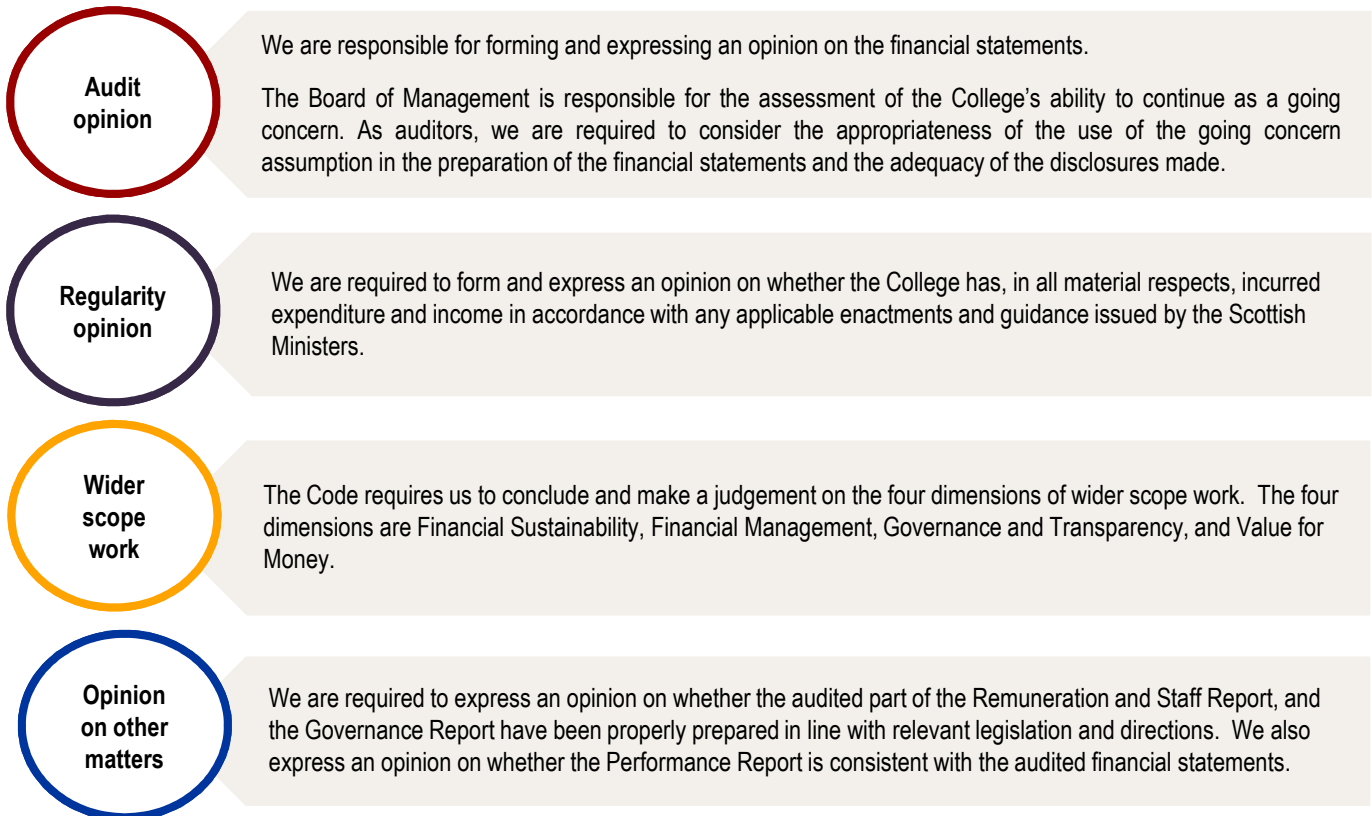 Audit
opinion
We are responsible for forming and expressing an opinion on the financial statements.
The Board of Management is responsible for the assessment of the College's ability to continue as a going
concern. As auditors, we are required to consider the appropriateness of the use of the going concern
assumption in the preparation of the financial statements and the adequacy of the disclosures made.
Regularity
opinion
We are required to form and express an opinion on whether the College has, in all material respects, incurred
expenditure and income in accordance with any applicable enactments and guidance issued by the Scottish
Ministers.
Wider
scope
work
The Code requires us to conclude and make a judgement on the four dimensions of wider scope work.  The four
dimensions are Financial Sustainability, Financial Management, Governance and Transparency, and Value for
Money.
Opinion
on other
matters
We are required to express an opinion on whether the audited part of the Remuneration and Staff Report, and
the Governance Report have been properly prepared in line with relevant legislation and directions.  We also
express an opinion on whether the Performance Report is consistent with the audited financial statements.